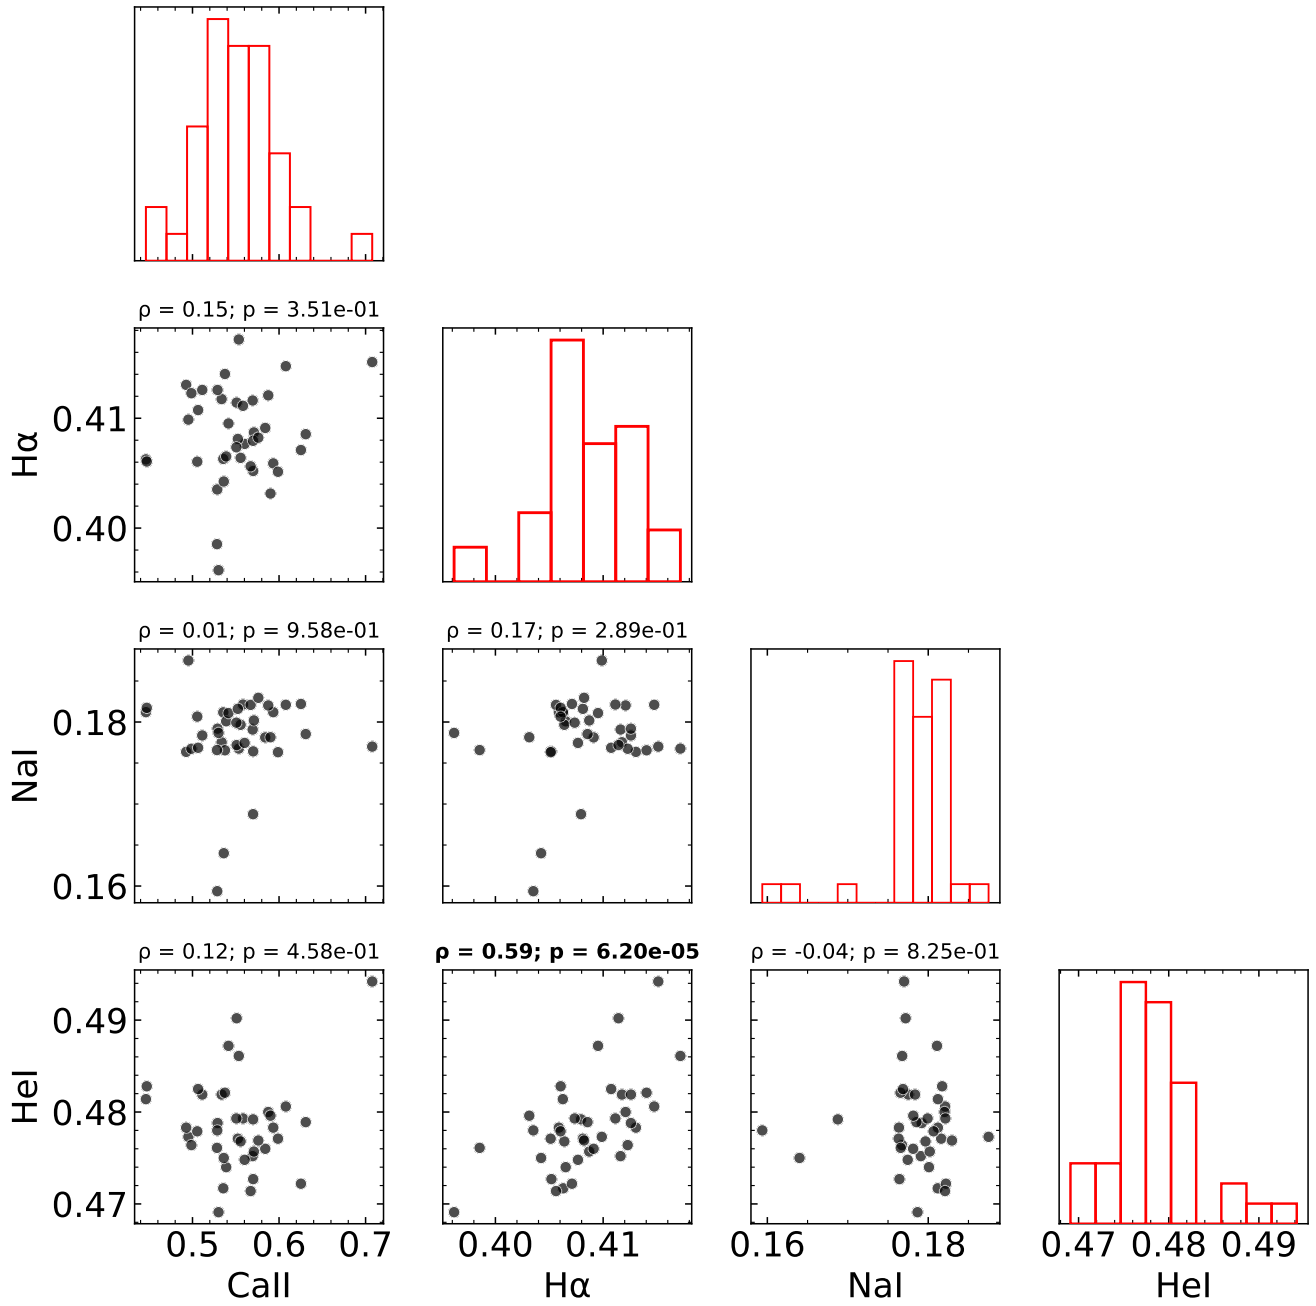 ρ = 0.15; p = 3.51e-01
Hα
0.41
0.40
ρ = 0.01; p = 9.58e-01
ρ = 0.17; p = 2.89e-01
NaI
0.18
0.16
ρ = 0.12; p = 4.58e-01
ρ = 0.59; p = 6.20e-05
ρ = -0.04; p = 8.25e-01
HeI
0.49
0.48
0.47
0.5 0.6 0.7
0.40 0.41
0.16 0.18
0.47 0.48 0.49
CaII
Hα
NaI
HeI